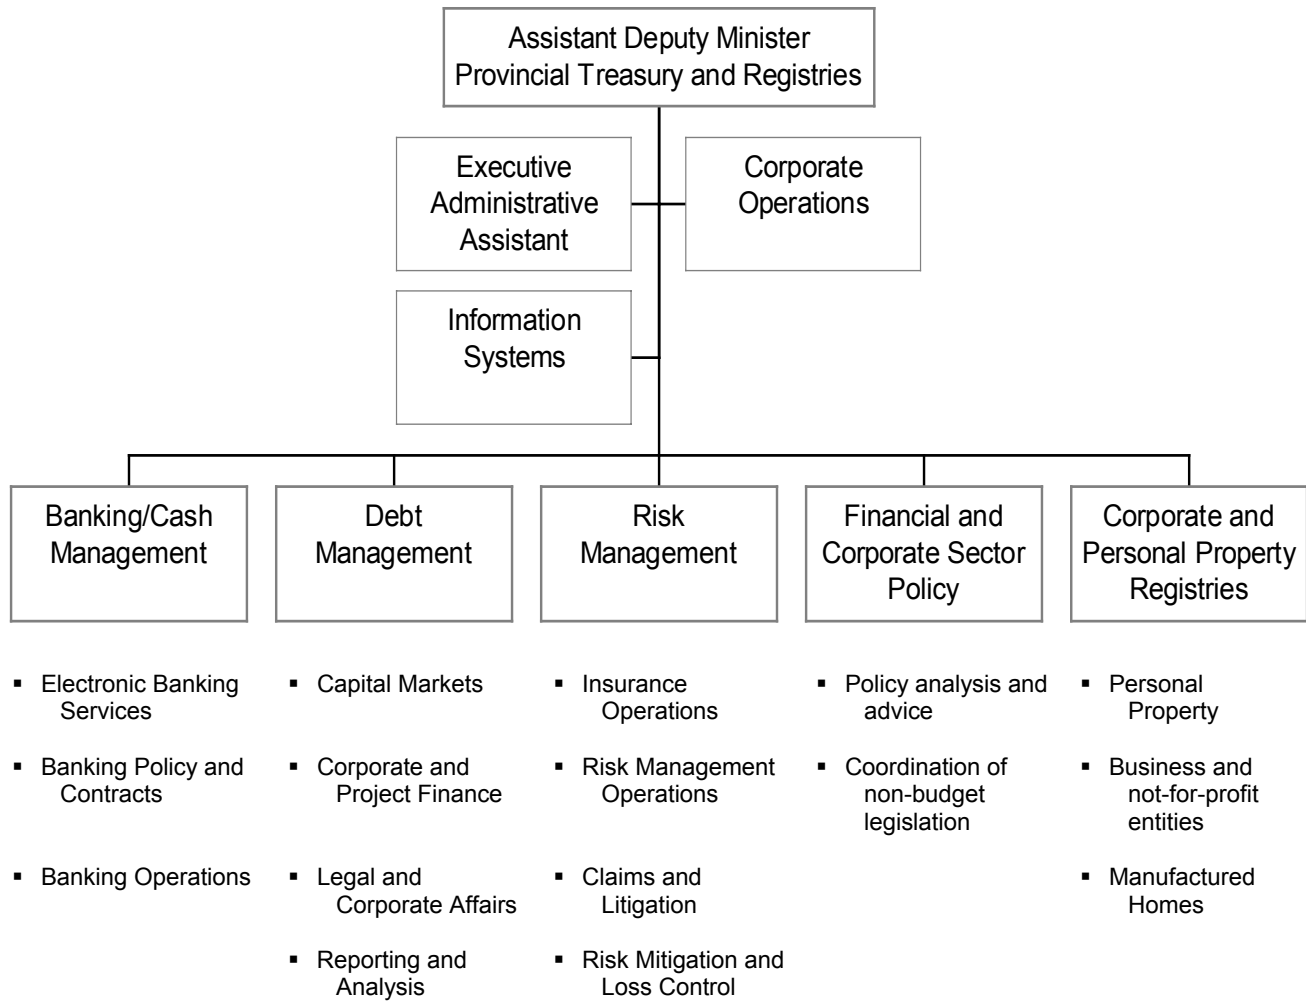 Assistant Deputy Minister
Provincial Treasury and Registries
Executive
Administrative
Assistant
Corporate
Operations
Information
Systems
Banking/Cash
Management
Debt
Management
Risk
Management
Financial and
Corporate Sector
Policy
Corporate and
Personal Property
Registries
▪ Electronic Banking
Services
▪ Banking Policy and
Contracts
▪ Banking Operations
▪ Capital Markets
▪ Corporate and
Project Finance
▪ Legal and
Corporate Affairs
▪ Reporting and
Analysis
▪ Insurance
Operations
▪ Risk Management
Operations
▪ Claims and
Litigation
▪ Risk Mitigation and
Loss Control
▪ Policy analysis and
advice
▪ Coordination of
non-budget
legislation
▪ Personal
Property
▪ Business and
not-for-profit
entities
▪ Manufactured
Homes